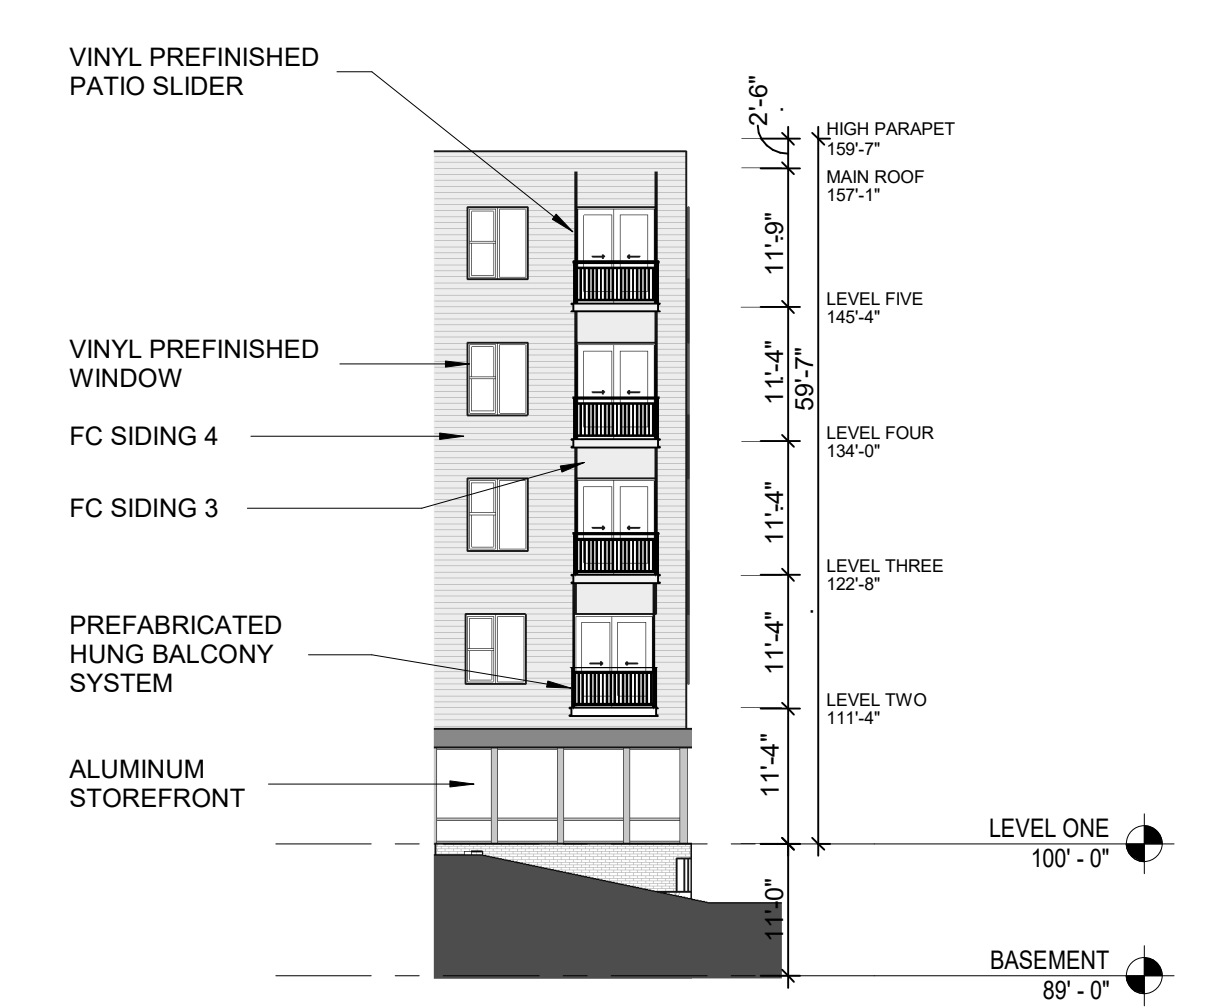 VINYL PREFINISHED
PATIO SLIDER
VINYL PREFINISHED
WINDOW
FC SIDING 4
FC SIDING 3
PREFABRICATED
HUNG BALCONY
SYSTEM
ALUMINUM
STOREFRONT
2'-6"
11'-9"
11'-4"
11'-4"
11'-4"
11'-4"
11'-0"
59'-7"
HIGH PARAPET
159'-7"
MAIN ROOF
157'-1"
LEVEL FIVE
145'-4"
LEVEL FOUR
134'-0"
LEVEL THREE
122'-8"
LEVEL TWO
111'-4"
LEVEL ONE
100' - 0"
BASEMENT
89' - 0"